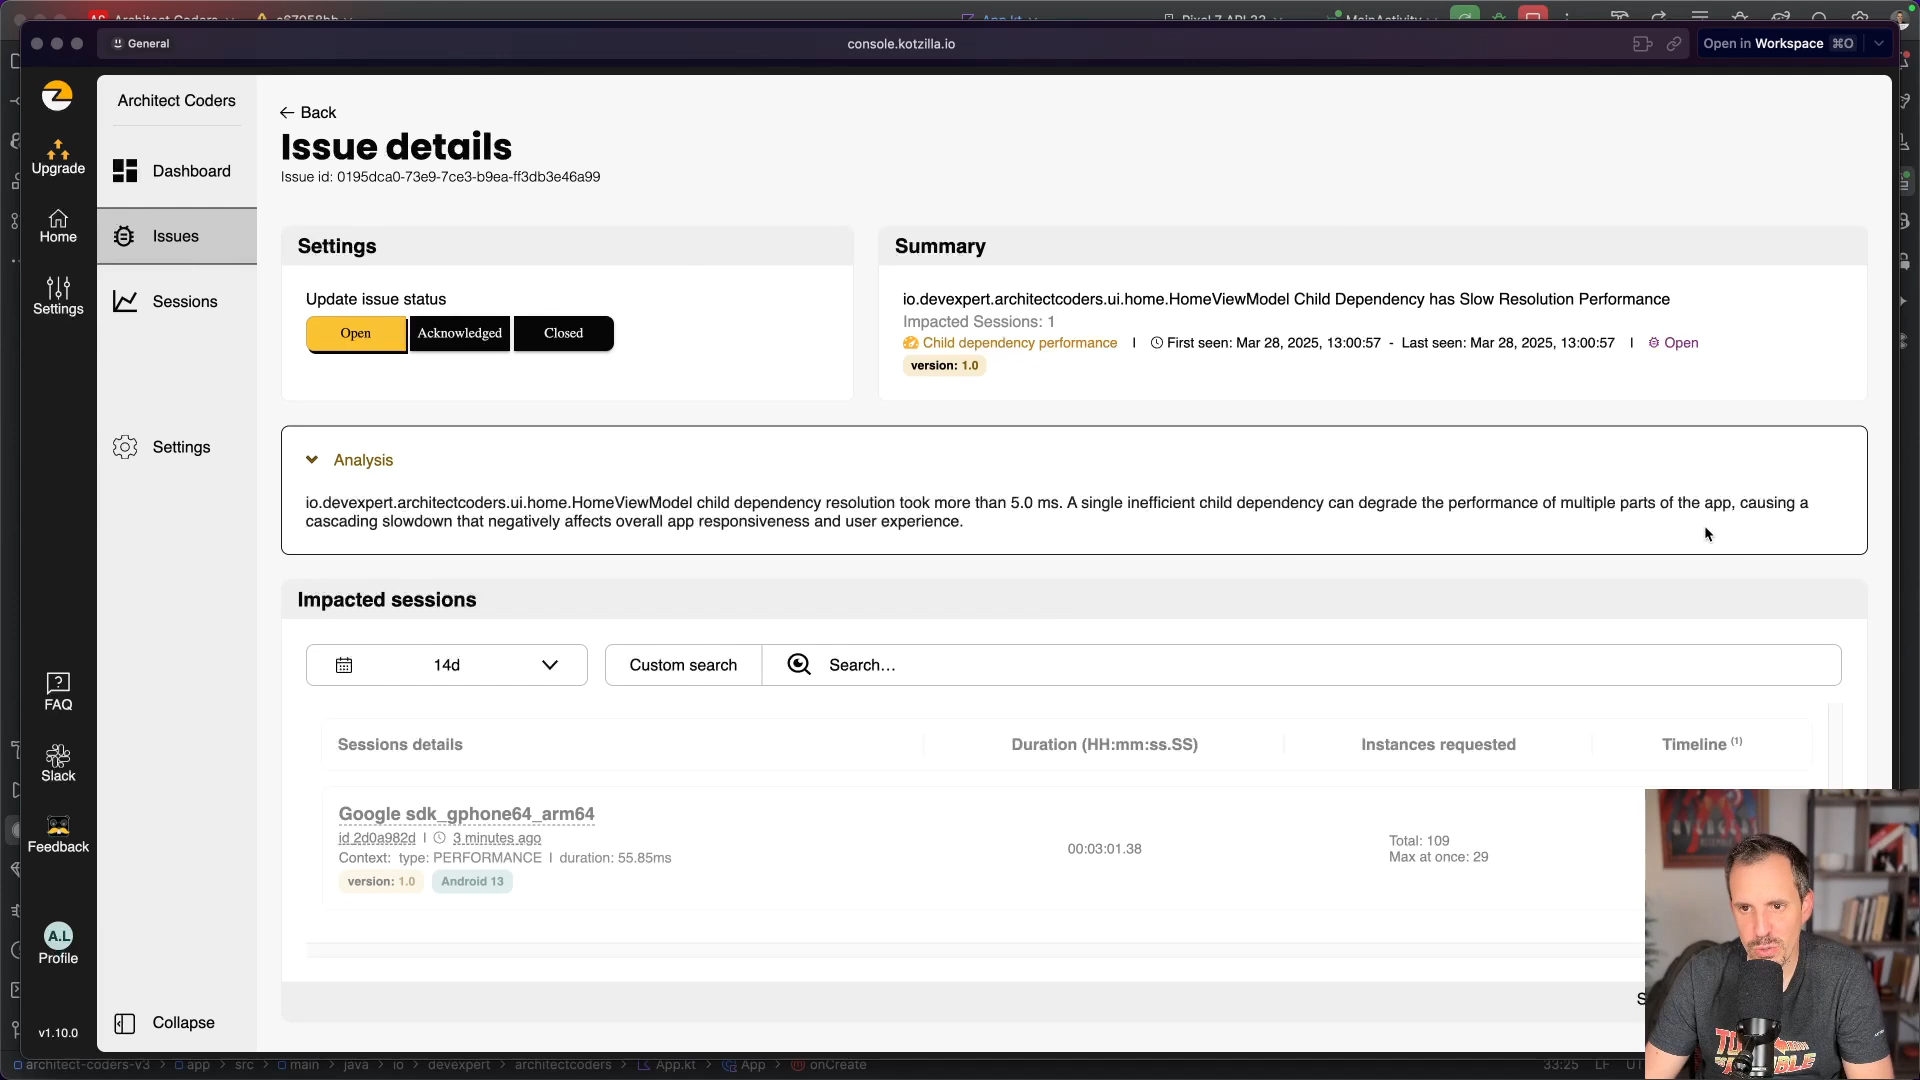 General
console.kotzilla.io
Open in Workspace ⌘O
Architect Coders
Upgrade
Home
Settings
Dashboard
Issues
Sessions
Settings
FAQ
Slack
Feedback
A.L
Profile
v1.10.0
Collapse
← Back
Issue details
Issue id: 0195dca0-73e9-7ce3-b9ea-ff3db3e46a99
Settings
Update issue status
Open
Acknowledged
Closed
Summary
io.devexpert.architectcoders.ui.home.HomeViewModel Child Dependency has Slow Resolution Performance
Impacted Sessions: 1
Child dependency performance | First seen: Mar 28, 2025, 13:00:57 - Last seen: Mar 28, 2025, 13:00:57 | Open
version: 1.0
Analysis
io.devexpert.architectcoders.ui.home.HomeViewModel child dependency resolution took more than 5.0 ms. A single inefficient child dependency can degrade the performance of multiple parts of the app, causing a
cascading slowdown that negatively affects overall app responsiveness and user experience.
Impacted sessions
14d
Custom search
Search…
Sessions details
Duration (HH:mm:ss.SS)
Instances requested
Timeline (1)
Google sdk_gphone64_arm64
id 2d0a982d | 3 minutes ago
Context: type: PERFORMANCE | duration: 55.85ms
version: 1.0
Android 13
00:03:01.38
Total: 109
Max at once: 29
architect-coders-v3 > app > src > main > java > io > devexpert > architectcoders > App.kt > App > onCreate
33:25 LF